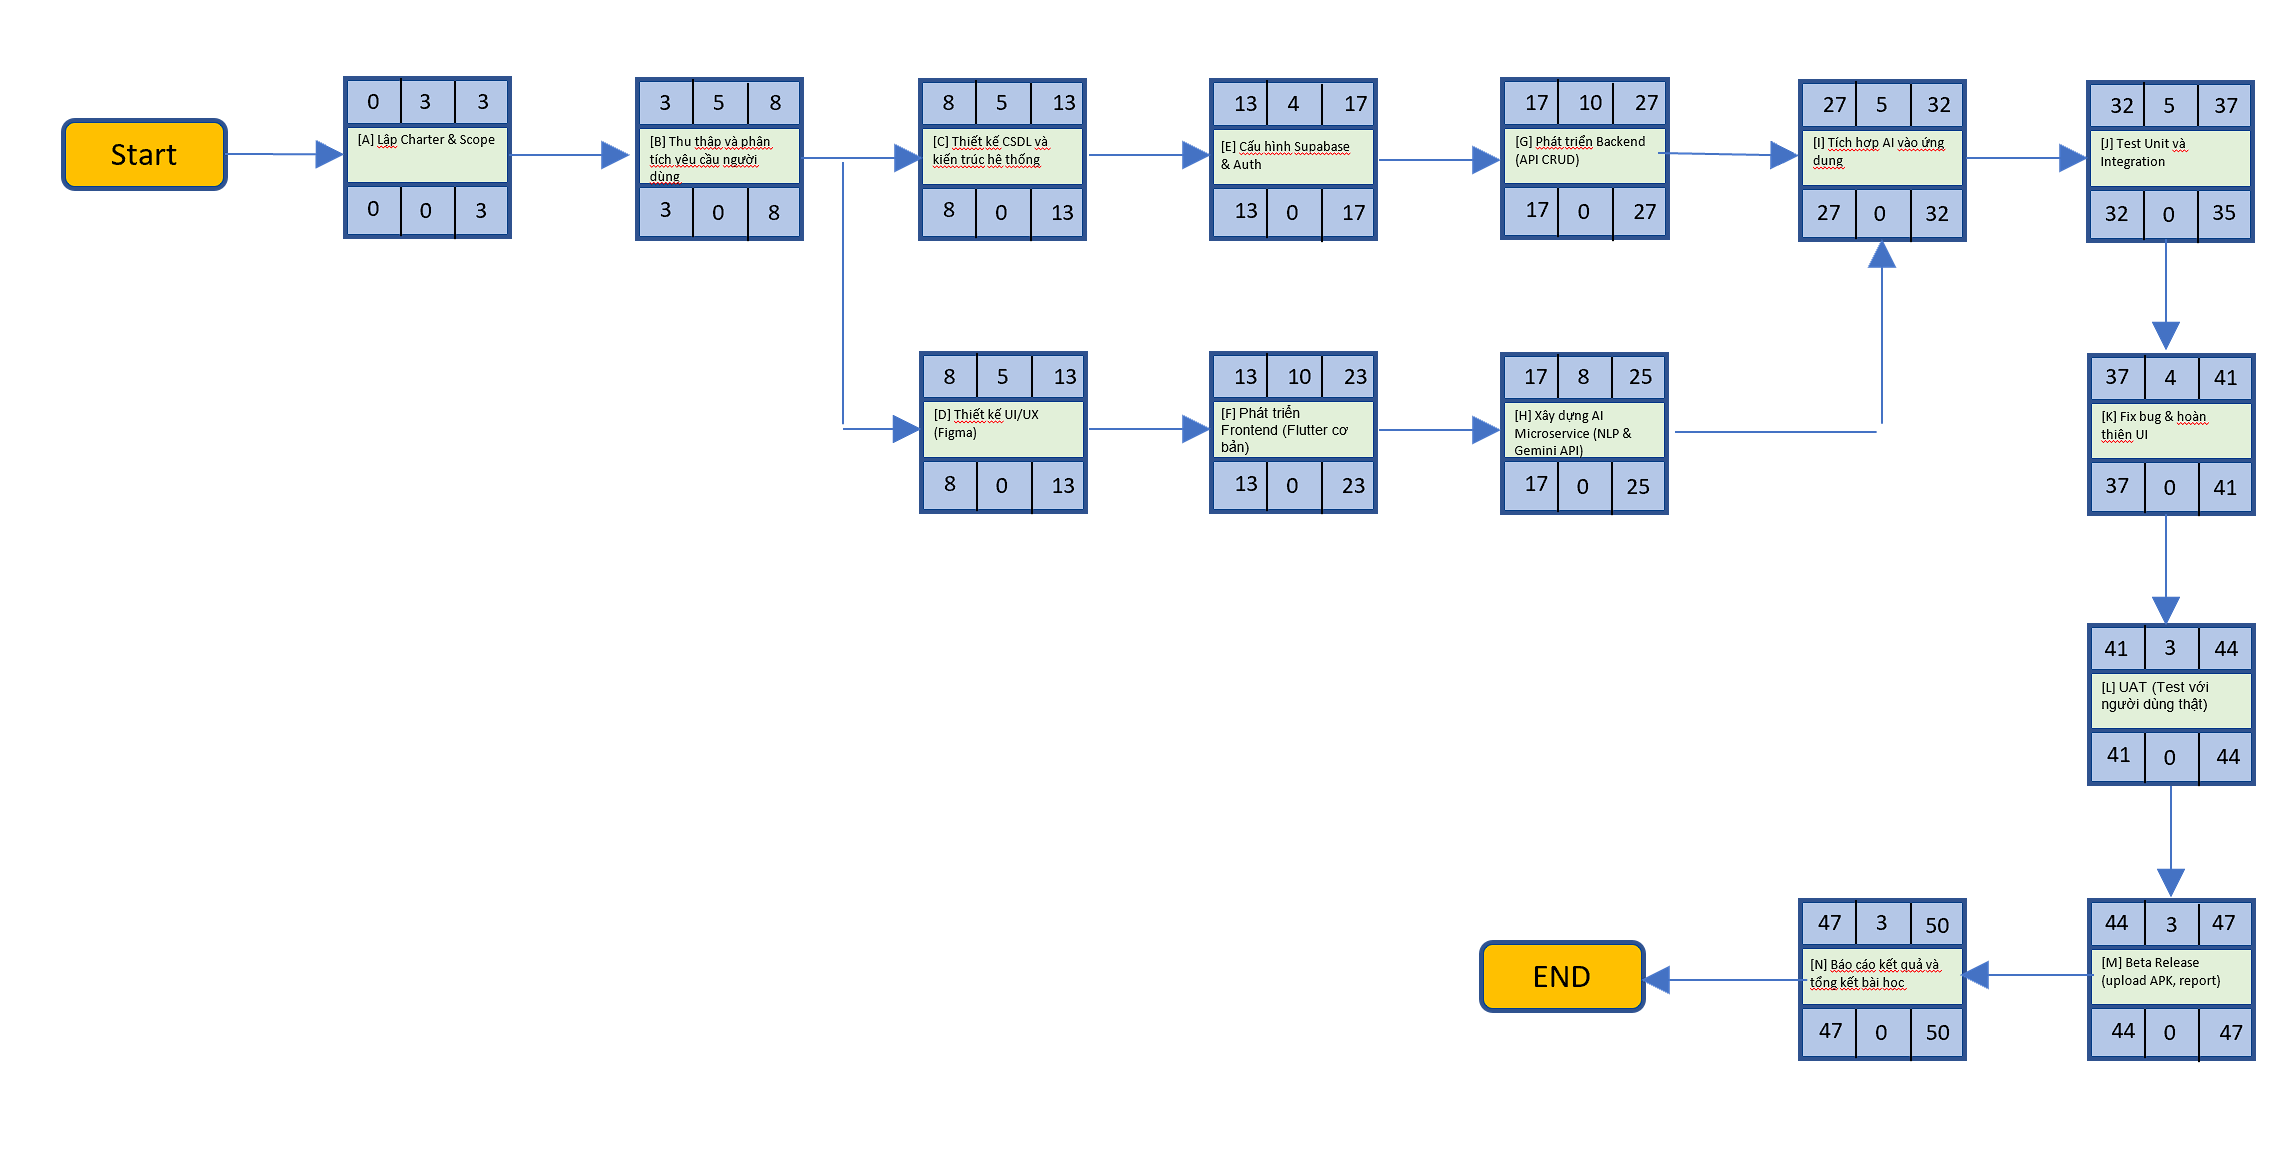 Start
0 3 3
[A] Lập Charter & Scope
0 0 3
3 5 8
[B] Thu thập và phân
tích yêu cầu người
dùng
3 0 8
8 5 13
[C] Thiết kế CSDL và
kiến trúc hệ thống
8 0 13
13 4 17
[E] Cấu hình Supabase
& Auth
13 0 17
17 10 27
[G] Phát triển Backend
(API CRUD)
17 0 27
27 5 32
[I] Tích hợp AI vào ứng
dụng
27 0 32
32 5 37
[J] Test Unit và
Integration
32 0 35
8 5 13
[D] Thiết kế UI/UX
(Figma)
8 0 13
13 10 23
[F] Phát triển
Frontend (Flutter cơ
bản)
13 0 23
17 8 25
[H] Xây dựng AI
Microservice (NLP &
Gemini API)
17 0 25
37 4 41
[K] Fix bug & hoàn
thiện UI
37 0 41
41 3 44
[L] UAT (Test với
người dùng thật)
41 0 44
44 3 47
[M] Beta Release
(upload APK, report)
44 0 47
47 3 50
[N] Báo cáo kết quả và
tổng kết bài học
47 0 50
END